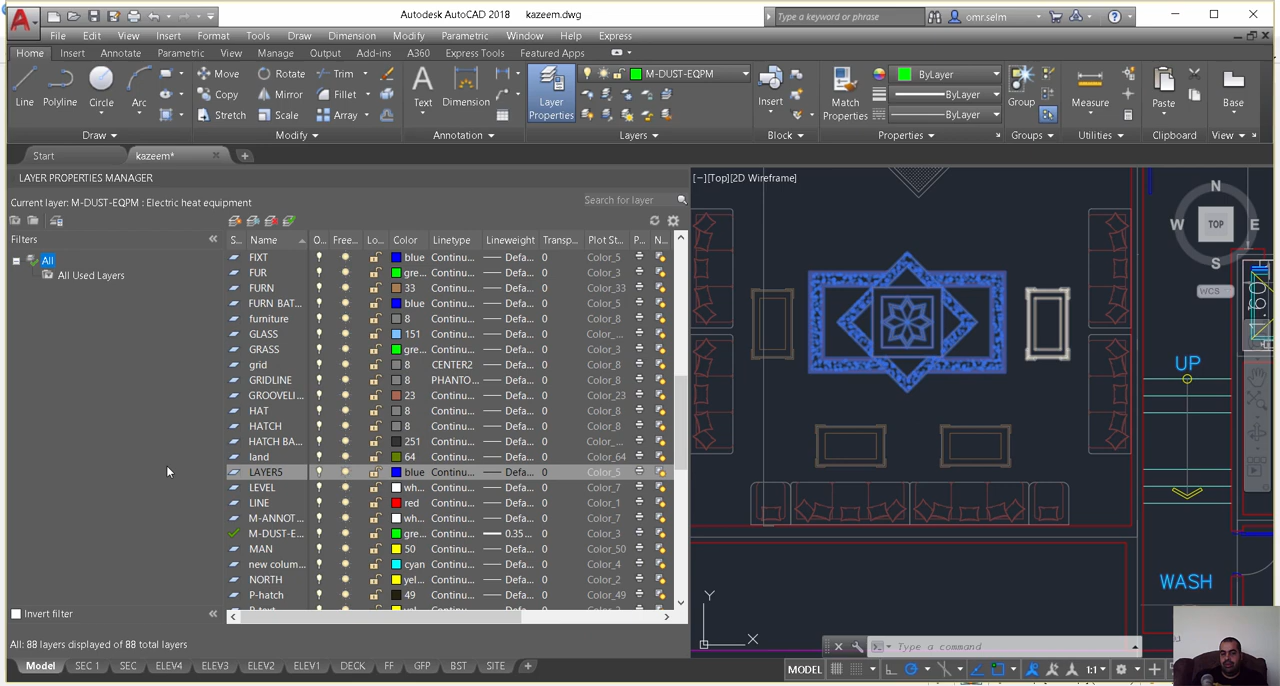 Autodesk AutoCAD 2018 kazeem.dwg
Type a keyword or phrase
omr.selm
File Edit View Insert Format Tools Draw Dimension Modify Parametric Window Help Express
Home Insert Annotate Parametric View Manage Output Add-ins A360 Express Tools Featured Apps
Line Polyline Circle Arc
Move Rotate Trim
Copy Mirror Fillet
Stretch Scale Array
Text Dimension
Layer Properties
M-DUST-EQPM
Insert
Match Properties
ByLayer
ByLayer
ByLayer
Group Measure Paste Base
Draw Modify Annotation Layers Block Properties Groups Utilities Clipboard View
Start kazeem*
LAYER PROPERTIES MANAGER
Current layer: M-DUST-EQPM : Electric heat equipment
Search for layer
Filters
All
All Used Layers
S... Name O... Free... Lo... Color Linetype Lineweight Transp... Plot St... P... N...
FIXT blue Continu... Defa... 0 Color_5
FUR gre... Continu... Defa... 0 Color_3
FURN 33 Continu... Defa... 0 Color_33
FURN BAT... blue Continu... Defa... 0 Color_5
furniture 8 Continu... Defa... 0 Color_8
GLASS 151 Continu... Defa... 0 Color_...
GRASS gre... Continu... Defa... 0 Color_3
grid 8 CENTER2 Defa... 0 Color_8
GRIDLINE 8 PHANTO... Defa... 0 Color_8
GROOVELI... 23 Continu... Defa... 0 Color_23
HAT 8 Continu... Defa... 0 Color_8
HATCH 8 Continu... Defa... 0 Color_8
HATCH BA... 251 Continu... Defa... 0 Color_...
land 64 Continu... Defa... 0 Color_64
LAYER5 blue Continu... Defa... 0 Color_5
LEVEL wh... Continu... Defa... 0 Color_7
LINE red Continu... Defa... 0 Color_1
M-ANNOT... wh... Continu... Defa... 0 Color_7
M-DUST-E... gre... Continu... 0.35... 0 Color_3
MAN 50 Continu... Defa... 0 Color_50
new colum... cyan Continu... Defa... 0 Color_4
NORTH yel... Continu... Defa... 0 Color_2
P-hatch 49 Continu... Defa... 0 Color_49
Invert filter
All: 88 layers displayed of 88 total layers
[−][Top][2D Wireframe]
N
W TOP E
S
WCS
UP
WASH
Y
X
Type a command
Model SEC 1 SEC ELEV4 ELEV3 ELEV2 ELEV1 DECK FF GFP BST SITE
MODEL
1:1